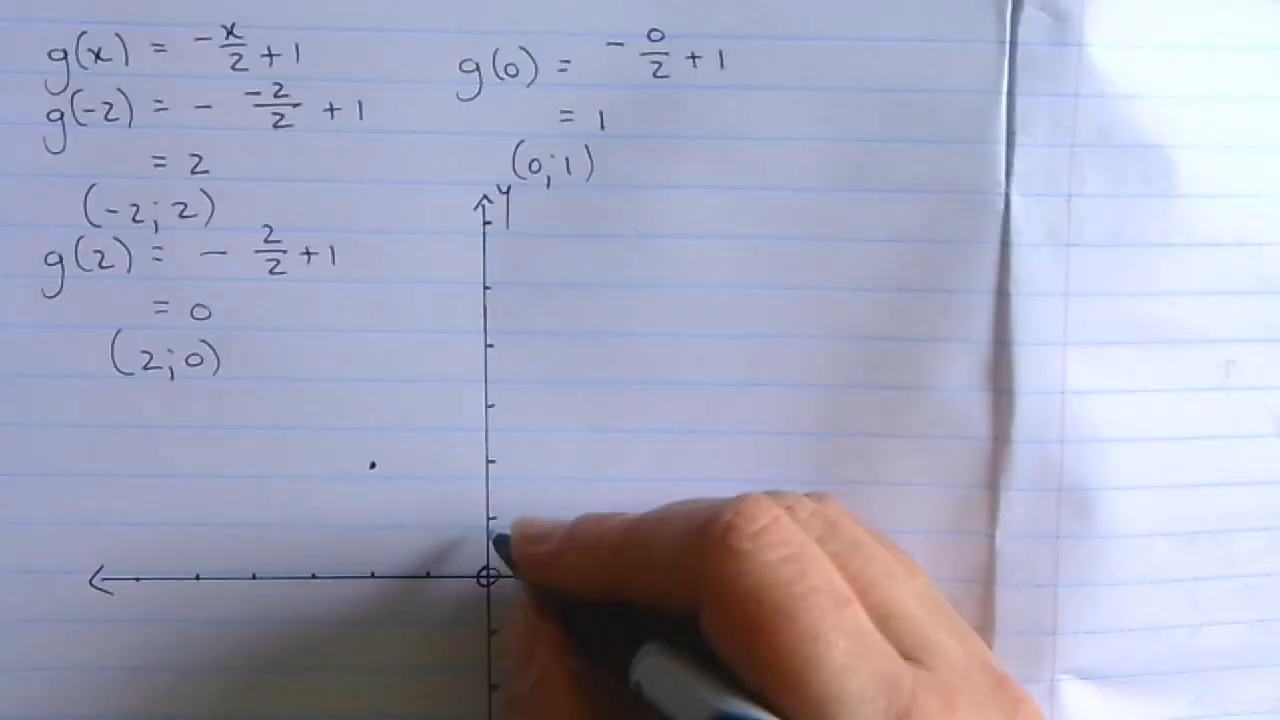 g(x) = -x/2 + 1
g(-2) = - -2/2 + 1
= 2
(-2; 2)
g(2) = - 2/2 + 1
= 0
(2; 0)
g(0) = - 0/2 + 1
= 1
(0; 1)
y